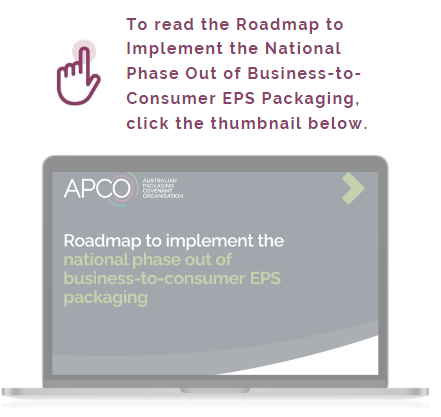 To read the Roadmap to
Implement the National
Phase Out of Business-to-
Consumer EPS Packaging,
click the thumbnail below.
APCO
AUSTRALIAN
PACKAGING
COVENANT
ORGANISATION
Roadmap to implement the
national phase out of
business-to-consumer EPS
packaging